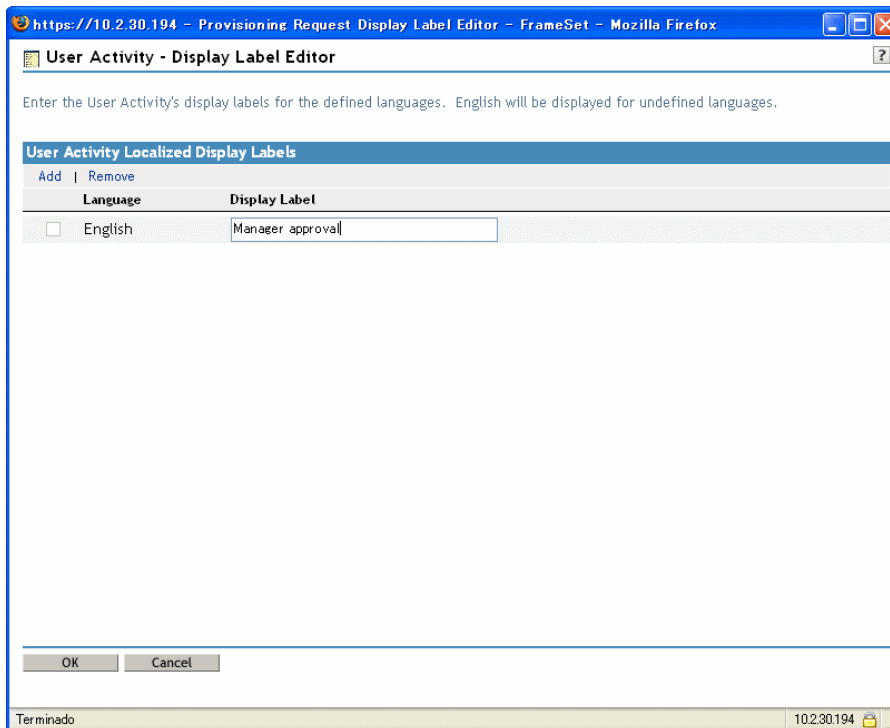 https://10.2.30.194 - Provisioning Request Display Label Editor - FrameSet - Mozilla Firefox
User Activity - Display Label Editor ?
Enter the User Activity's display labels for the defined languages. English will be displayed for undefined languages.
User Activity Localized Display Labels
Add | Remove
Language Display Label
English Manager approval
OK Cancel
Terminado 10.2.30.194